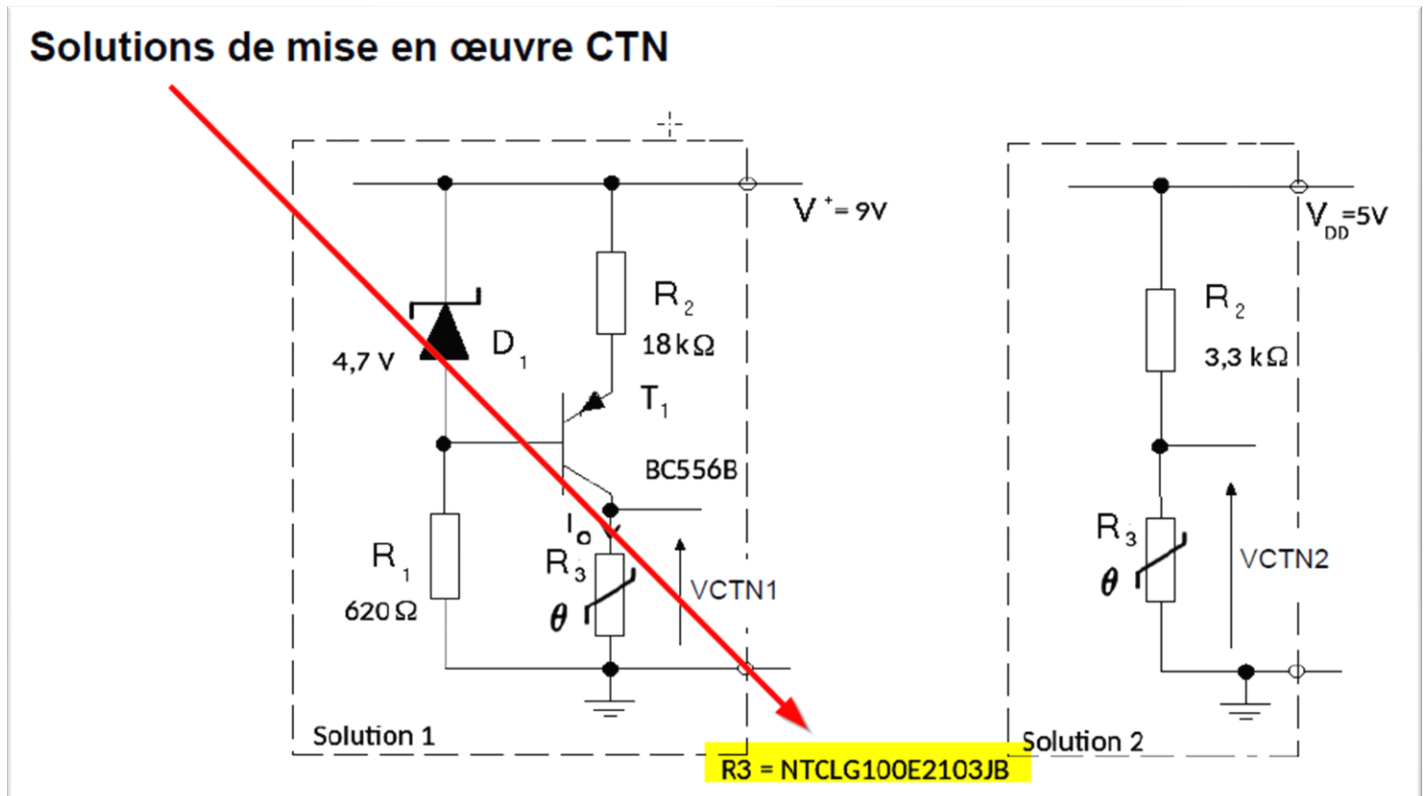 Solutions de mise en œuvre CTN
V⁺= 9V
R₂
18 kΩ
4,7 V
D₁
T₁
BC556B
I₀
R₁
620 Ω
R₃
θ
VCTN1
Solution 1
V_DD=5V
R₂
3,3 kΩ
R₃
θ
VCTN2
Solution 2
R3 = NTCLG100E2103JB